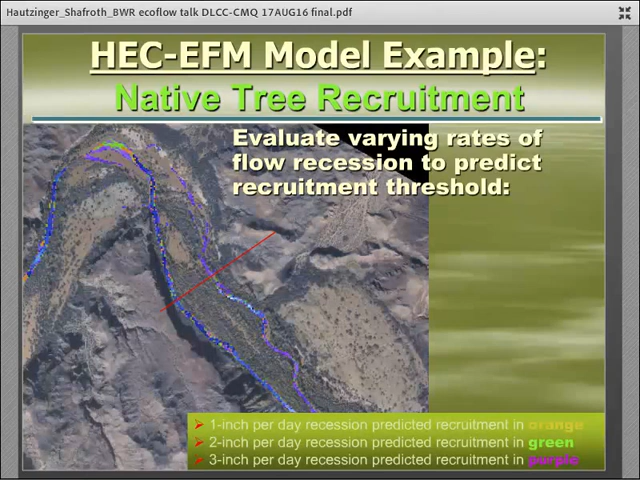 Hautzinger_Shafroth_BWR ecoflow talk DLCC-CMQ 17AUG16 final.pdf
HEC-EFM Model Example:
Native Tree Recruitment
Evaluate varying rates of
flow recession to predict
recruitment threshold:
1-inch per day recession predicted recruitment in orange
2-inch per day recession predicted recruitment in green
3-inch per day recession predicted recruitment in purple